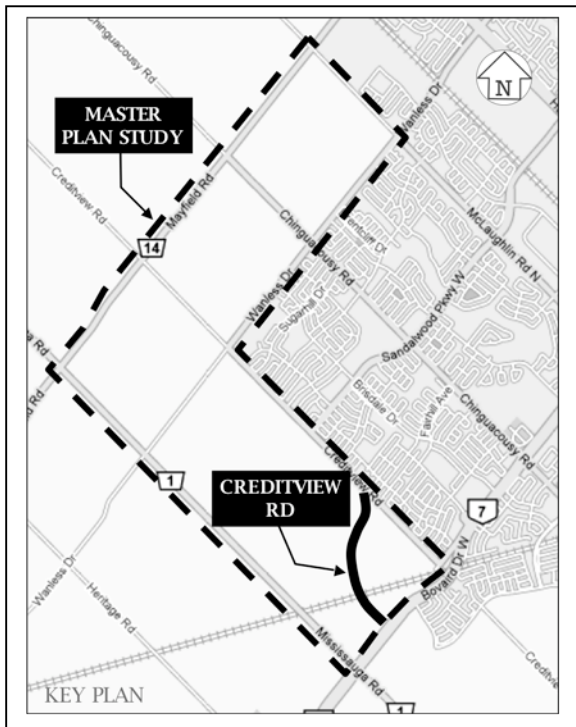 Chinguacousy Rd
Wanless Dr
N
MASTER
PLAN STUDY
Creditview Rd
Mayfield Rd
14
Chinguacousy Rd
McLaughlin Rd N
Wanless Dr
Sugarhill Dr
Sandalwood Pkwy W
Brisdale Dr
Fairhill Ave
Chinguacousy Rd
Creditview Rd
1
CREDITVIEW
RD
7
Bovaird Dr W
Wanless Dr
Heritage Rd
Mississauga Rd
1
KEY PLAN